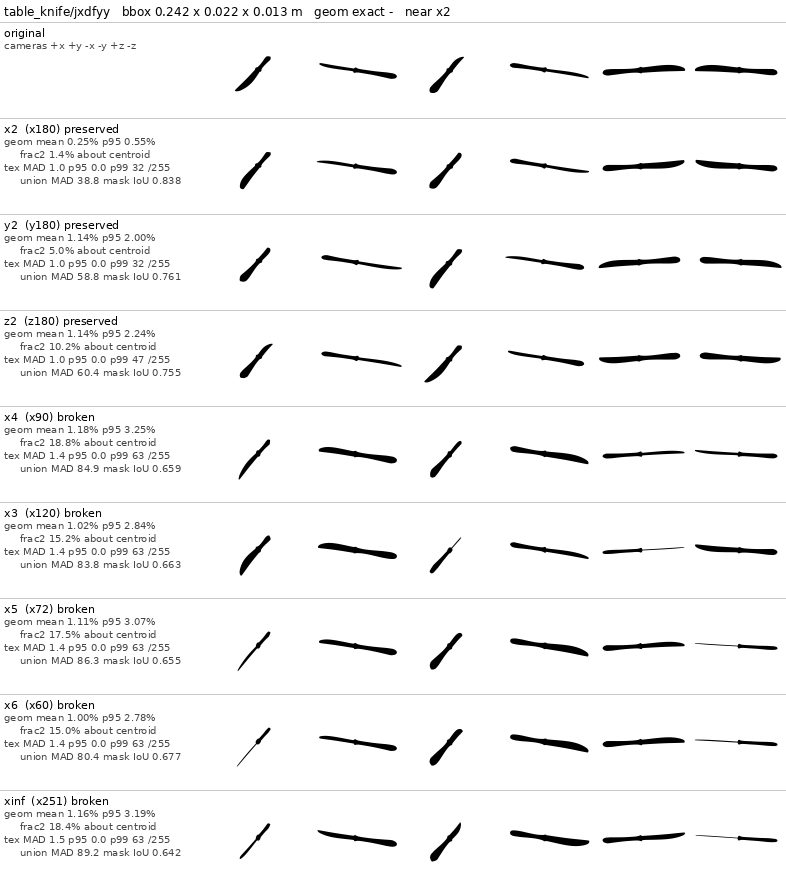 table_knife/jxdfyy   bbox 0.242 x 0.022 x 0.013 m   geom exact -   near x2
original
cameras +x +y -x -y +z -z
x2  (x180) preserved
geom mean 0.25% p95 0.55%
frac2 1.4% about centroid
tex MAD 1.0 p95 0.0 p99 32 /255
union MAD 38.8 mask IoU 0.838
y2  (y180) preserved
geom mean 1.14% p95 2.00%
frac2 5.0% about centroid
tex MAD 1.0 p95 0.0 p99 32 /255
union MAD 58.8 mask IoU 0.761
z2  (z180) preserved
geom mean 1.14% p95 2.24%
frac2 10.2% about centroid
tex MAD 1.0 p95 0.0 p99 47 /255
union MAD 60.4 mask IoU 0.755
x4  (x90) broken
geom mean 1.18% p95 3.25%
frac2 18.8% about centroid
tex MAD 1.4 p95 0.0 p99 63 /255
union MAD 84.9 mask IoU 0.659
x3  (x120) broken
geom mean 1.02% p95 2.84%
frac2 15.2% about centroid
tex MAD 1.4 p95 0.0 p99 63 /255
union MAD 83.8 mask IoU 0.663
x5  (x72) broken
geom mean 1.11% p95 3.07%
frac2 17.5% about centroid
tex MAD 1.4 p95 0.0 p99 63 /255
union MAD 86.3 mask IoU 0.655
x6  (x60) broken
geom mean 1.00% p95 2.78%
frac2 15.0% about centroid
tex MAD 1.4 p95 0.0 p99 63 /255
union MAD 80.4 mask IoU 0.677
xinf  (x251) broken
geom mean 1.16% p95 3.19%
frac2 18.4% about centroid
tex MAD 1.5 p95 0.0 p99 63 /255
union MAD 89.2 mask IoU 0.642